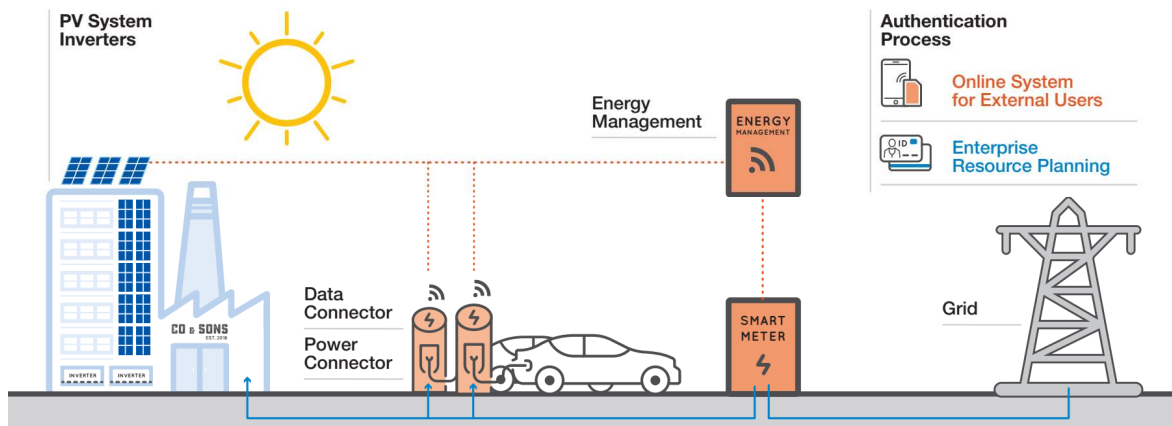 PV System
Inverters
Authentication
Process
Online System
for External Users
Energy
Management
ENERGY
MANAGEMENT
Enterprise
Resource Planning
ID
Data
Connector
Power
Connector
CO & SONS
EST. 2018
INVERTER
INVERTER
SMART
METER
Grid